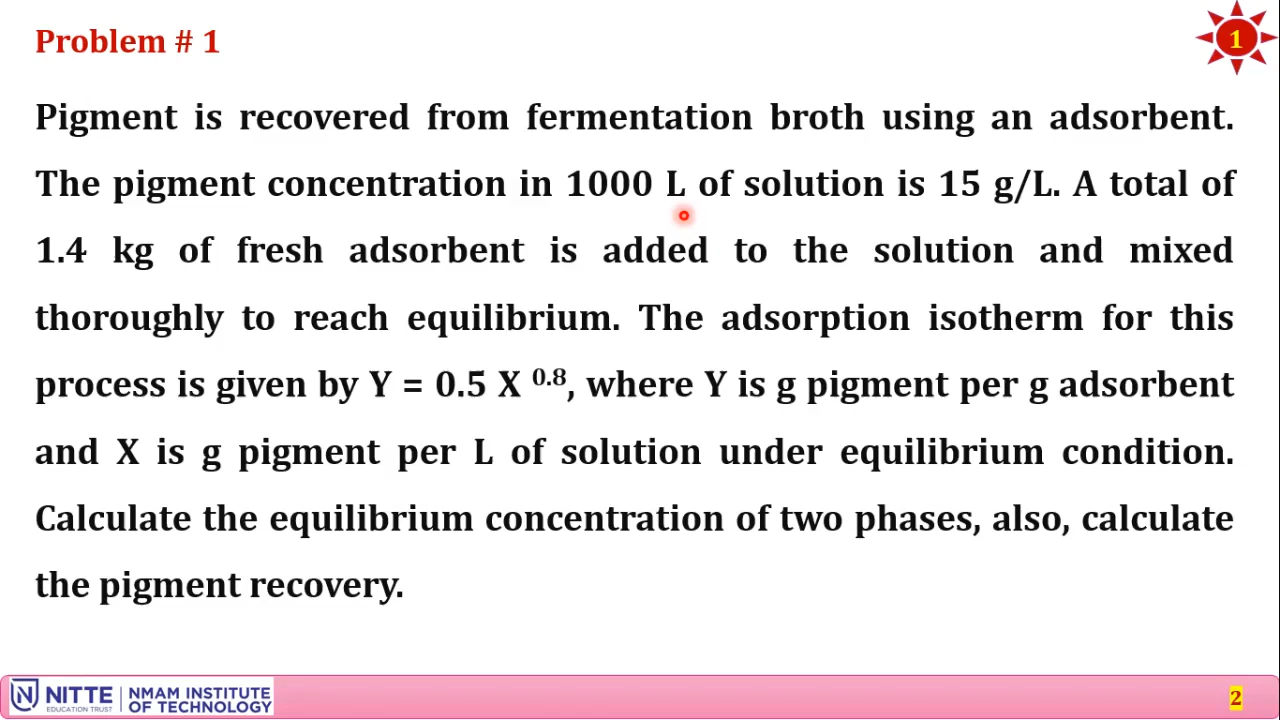 Problem # 1
1
Pigment is recovered from fermentation broth using an adsorbent.
The pigment concentration in 1000 L of solution is 15 g/L. A total of
1.4 kg of fresh adsorbent is added to the solution and mixed
thoroughly to reach equilibrium. The adsorption isotherm for this
process is given by Y = 0.5 X ⁰·⁸, where Y is g pigment per g adsorbent
and X is g pigment per L of solution under equilibrium condition.
Calculate the equilibrium concentration of two phases, also, calculate
the pigment recovery.
NITTE
EDUCATION TRUST
NMAM INSTITUTE
OF TECHNOLOGY
2